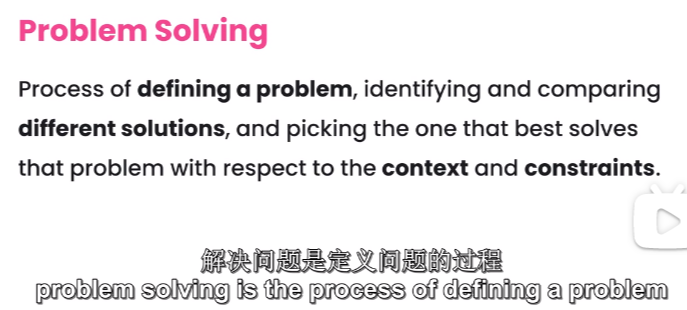 Problem Solving
Process of defining a problem, identifying and comparing
different solutions, and picking the one that best solves
that problem with respect to the context and constraints.
解决问题是定义问题的过程
problem solving is the process of defining a problem